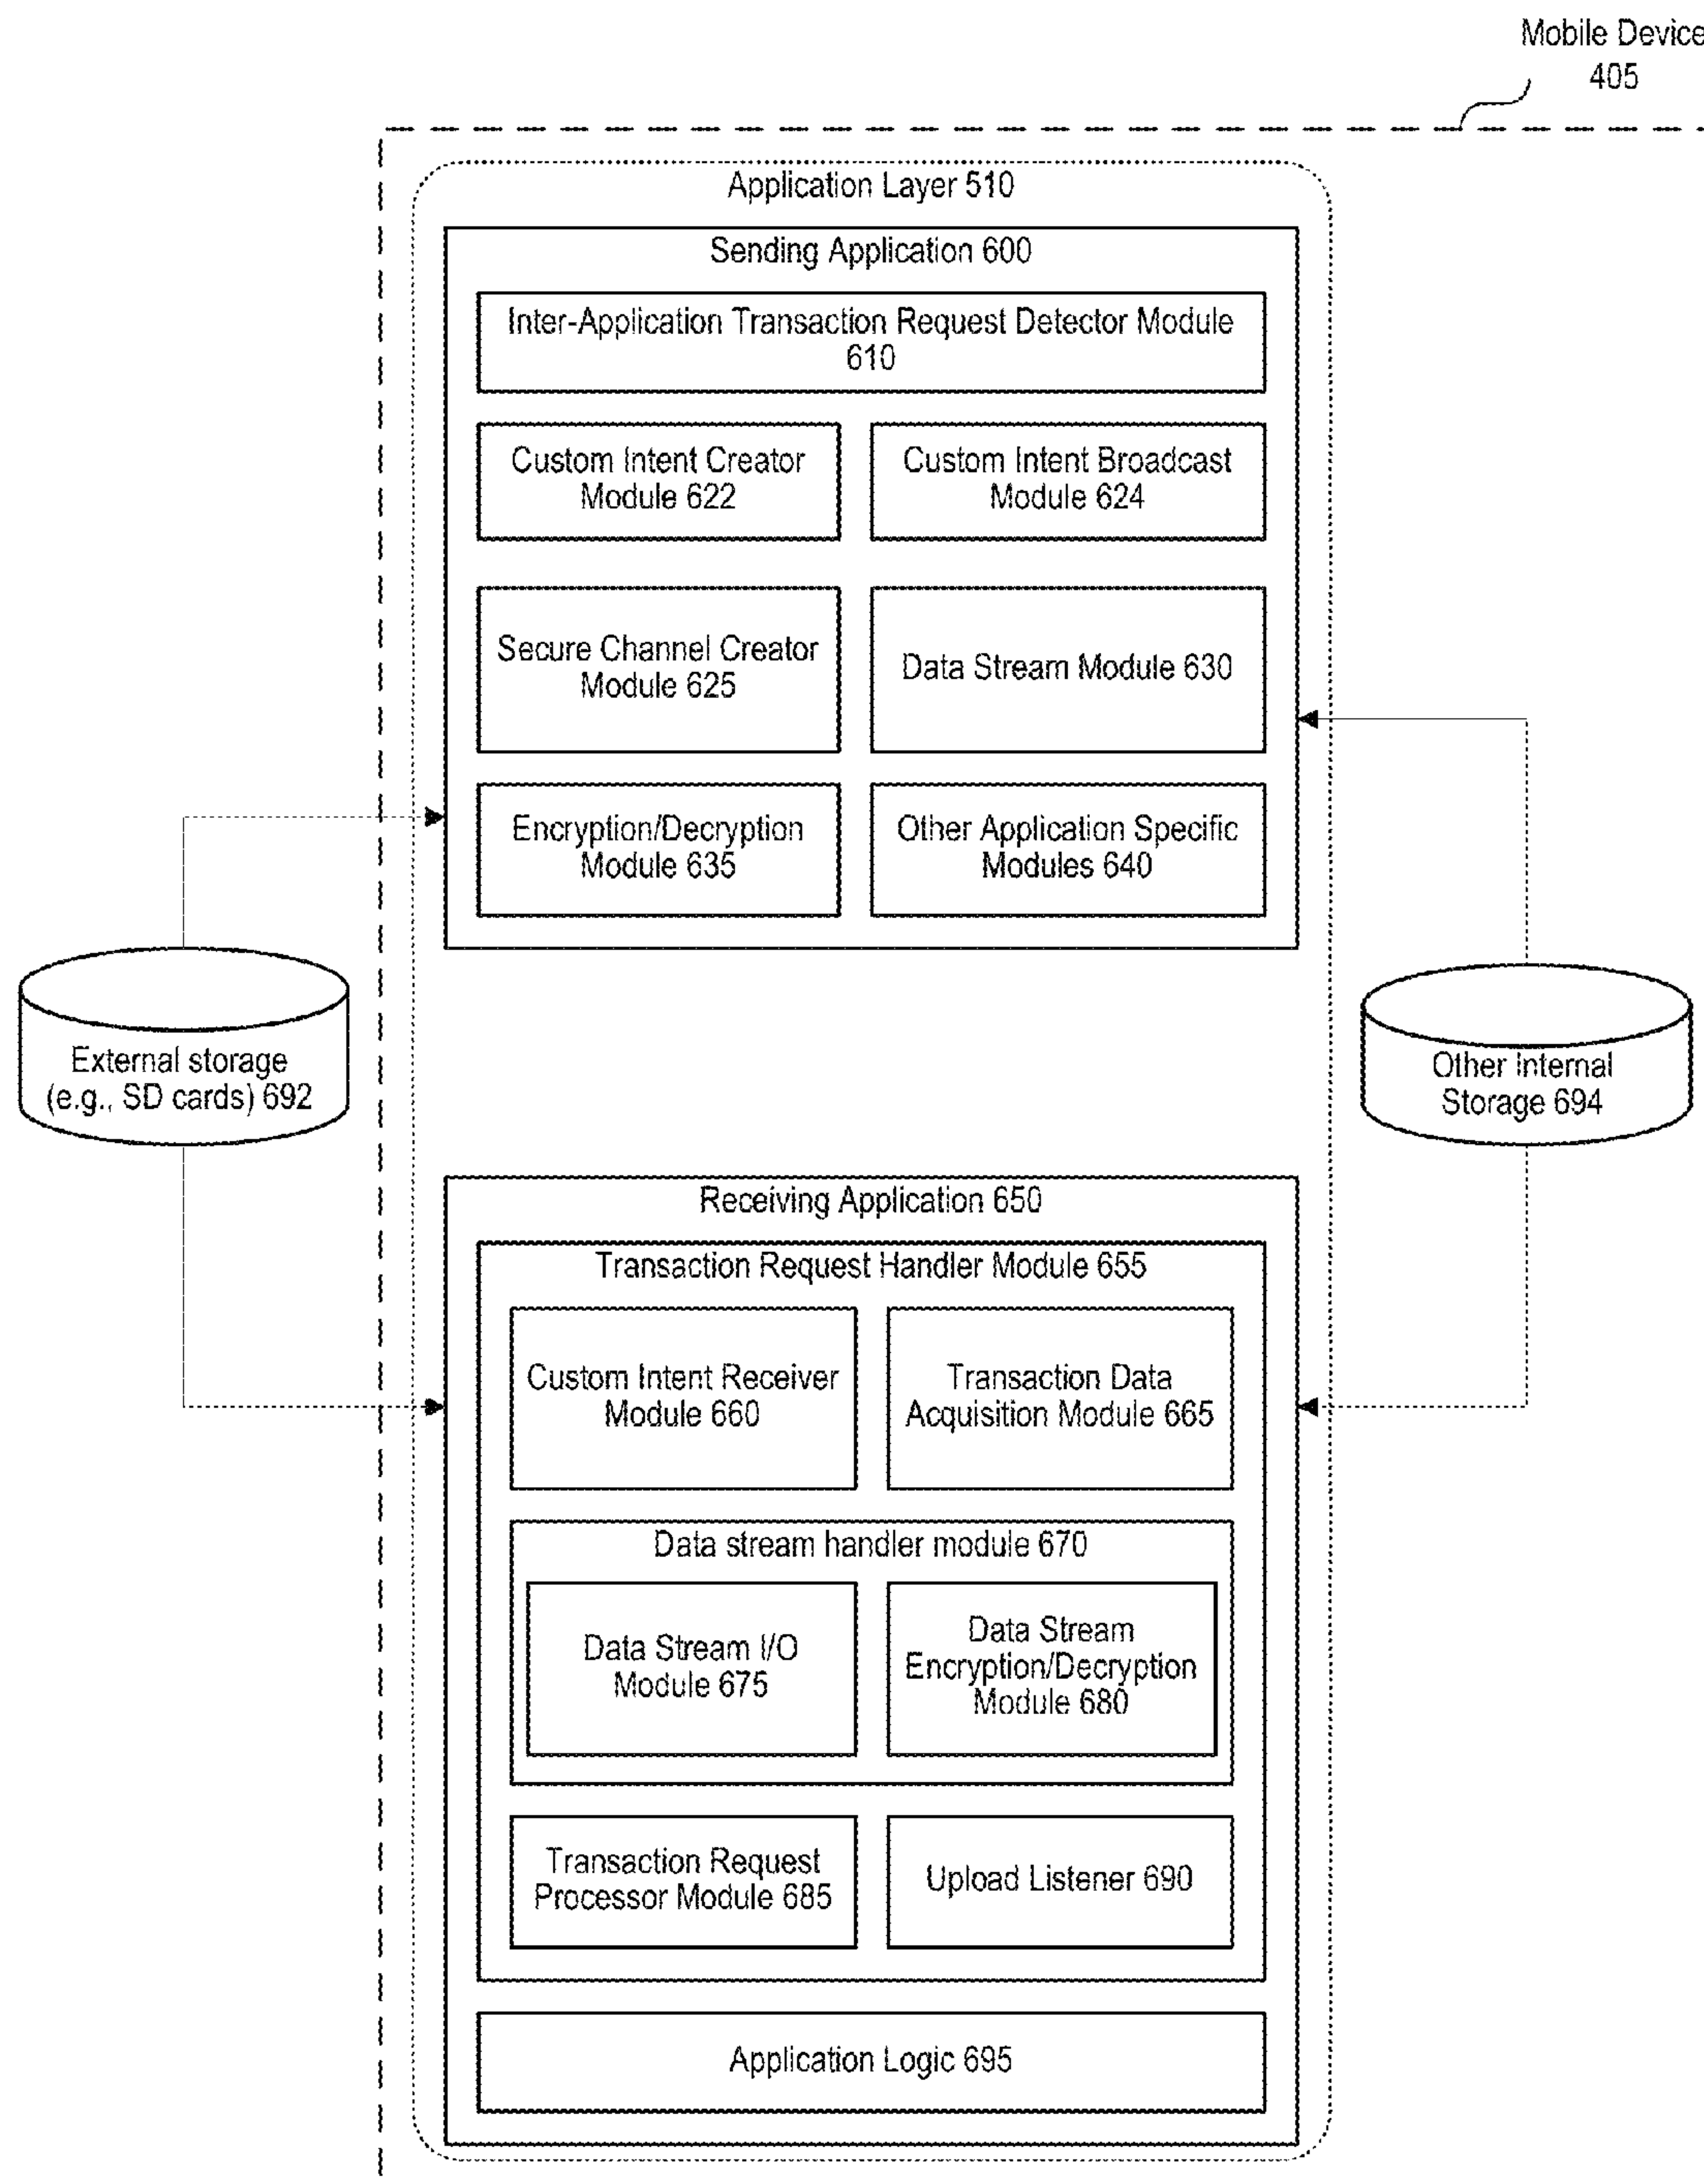 Mobile Device
405
Application Layer 510
Sending Application 600
Inter-Application Transaction Request Detector Module
610
Custom Intent Creator
Module 622
Custom Intent Broadcast
Module 624
Secure Channel Creator
Module 625
Data Stream Module 630
Encryption/Decryption
Module 635
Other Application Specific
Modules 640
External storage
(e.g., SD cards) 692
Other Internal
Storage 694
Receiving Application 650
Transaction Request Handler Module 655
Custom Intent Receiver
Module 660
Transaction Data
Acquisition Module 665
Data stream handler module 670
Data Stream I/O
Module 675
Data Stream
Encryption/Decryption
Module 680
Transaction Request
Processor Module 685
Upload Listener 690
Application Logic 695